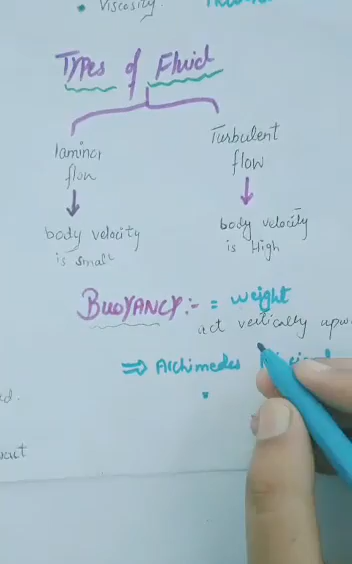 • Viscosity.
Types of Fluid
laminar
flow
Turbulent
flow
body velocity
is small
body velocity
is High
BUOYANCY:- = weight
act vertically upw
⇒ Archimedes